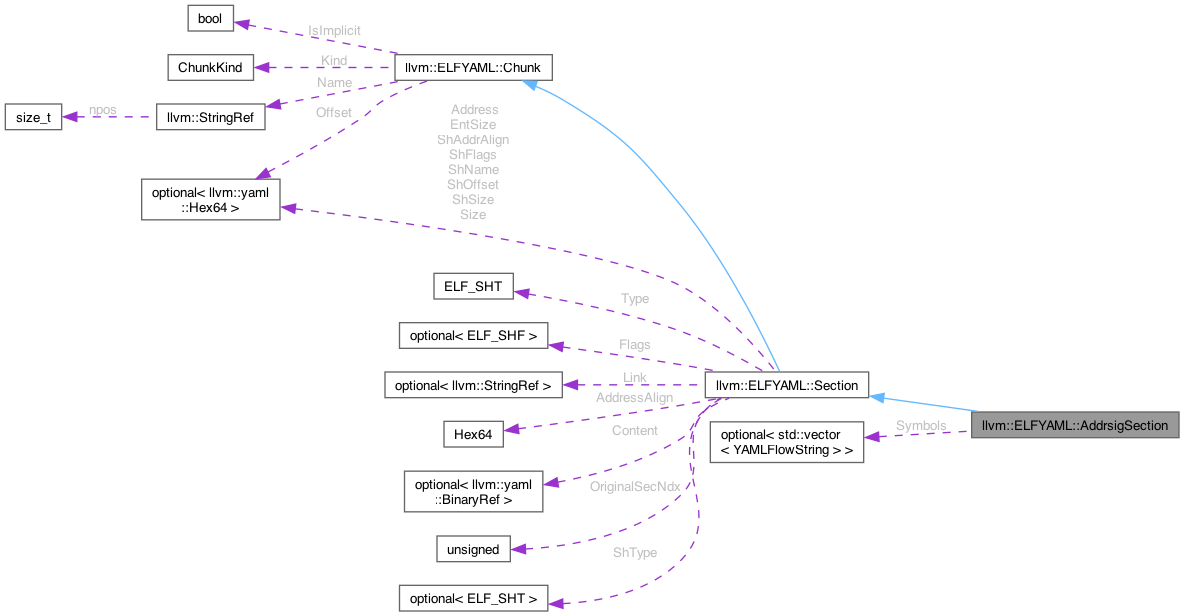 bool
IsImplicit
ChunkKind
Kind
llvm::ELFYAML::Chunk
Name
size_t
npos
llvm::StringRef
Offset
Address
EntSize
ShAddrAlign
ShFlags
ShName
ShOffset
ShSize
Size
optional< llvm::yaml
::Hex64 >
ELF_SHT
Type
optional< ELF_SHF >
Flags
optional< llvm::StringRef >
Link
llvm::ELFYAML::Section
AddressAlign
Hex64
Content
optional< std::vector
< YAMLFlowString > >
Symbols
llvm::ELFYAML::AddrsigSection
optional< llvm::yaml
::BinaryRef >
OriginalSecNdx
unsigned
ShType
optional< ELF_SHT >